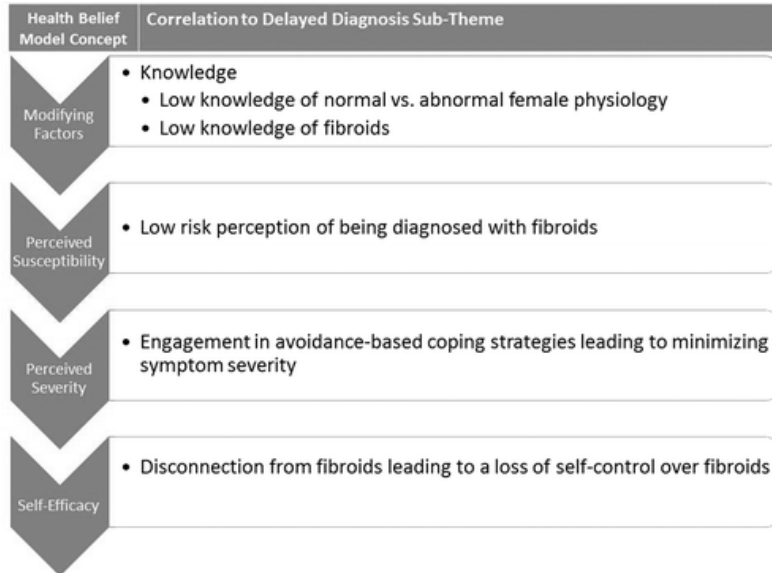 Health Belief
Model Concept
Correlation to Delayed Diagnosis Sub-Theme
Modifying
Factors
• Knowledge
• Low knowledge of normal vs. abnormal female physiology
• Low knowledge of fibroids
Perceived
Susceptibility
• Low risk perception of being diagnosed with fibroids
Perceived
Severity
• Engagement in avoidance-based coping strategies leading to minimizing
symptom severity
Self-Efficacy
• Disconnection from fibroids leading to a loss of self-control over fibroids